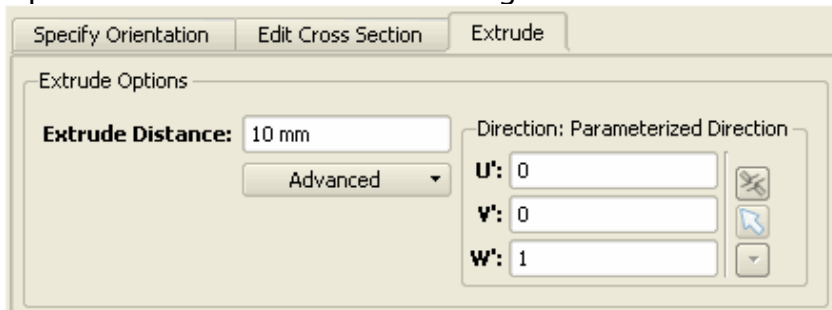 Specify Orientation Edit Cross Section Extrude
Extrude Options
Extrude Distance: 10 mm
Advanced
Direction: Parameterized Direction
U': 0
V': 0
W': 1